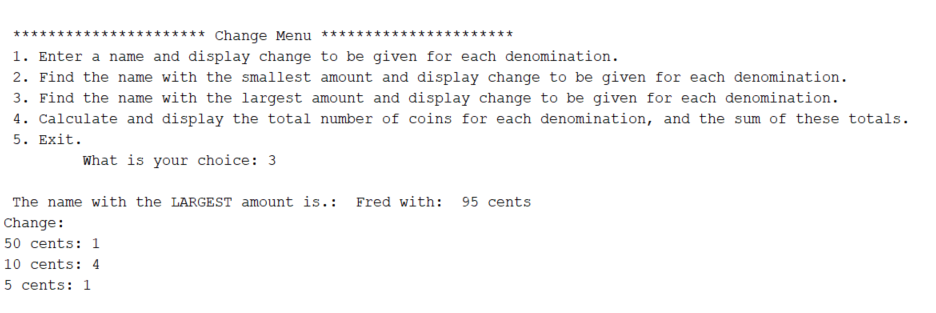 ********************** Change Menu **********************
1. Enter a name and display change to be given for each denomination.
2. Find the name with the smallest amount and display change to be given for each denomination.
3. Find the name with the largest amount and display change to be given for each denomination.
4. Calculate and display the total number of coins for each denomination, and the sum of these totals.
5. Exit.
What is your choice: 3
The name with the LARGEST amount is.: Fred with: 95 cents
Change:
50 cents: 1
10 cents: 4
5 cents: 1